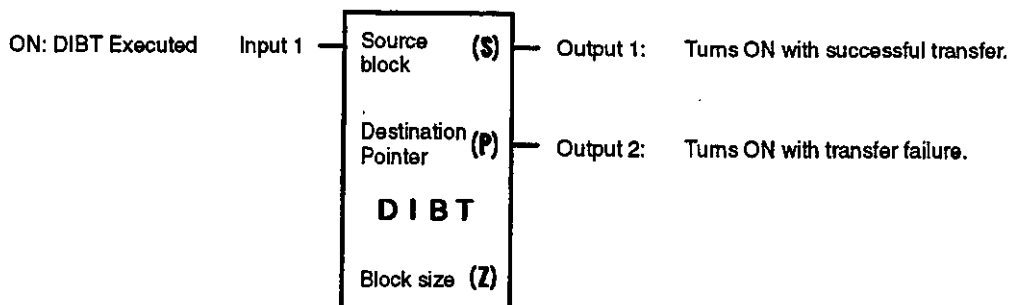 ON: DIBT Executed Input 1 Source block (S) Output 1: Turns ON with successful transfer.
Destination Pointer (P) Output 2: Turns ON with transfer failure.
DIBT
Block size (Z)